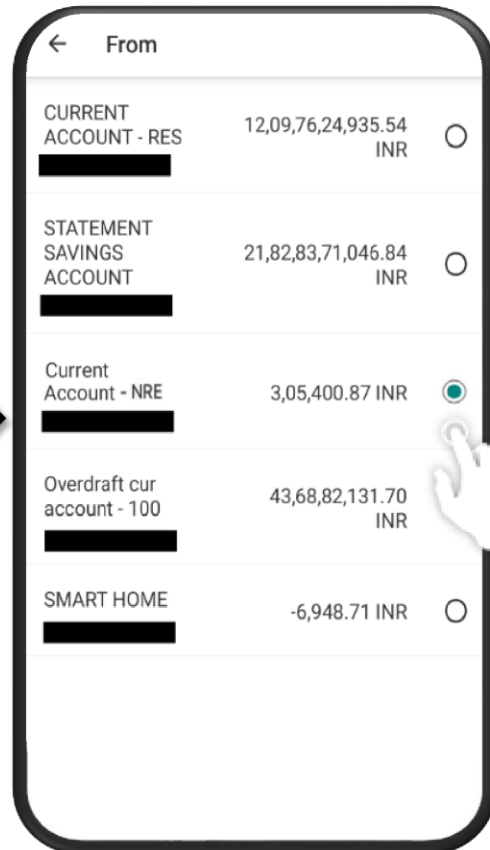 From
CURRENT
ACCOUNT - RES
12,09,76,24,935.54
INR
STATEMENT
SAVINGS
ACCOUNT
21,82,83,71,046.84
INR
Current
Account - NRE
3,05,400.87 INR
Overdraft cur
account - 100
43,68,82,131.70
INR
SMART HOME
-6,948.71 INR